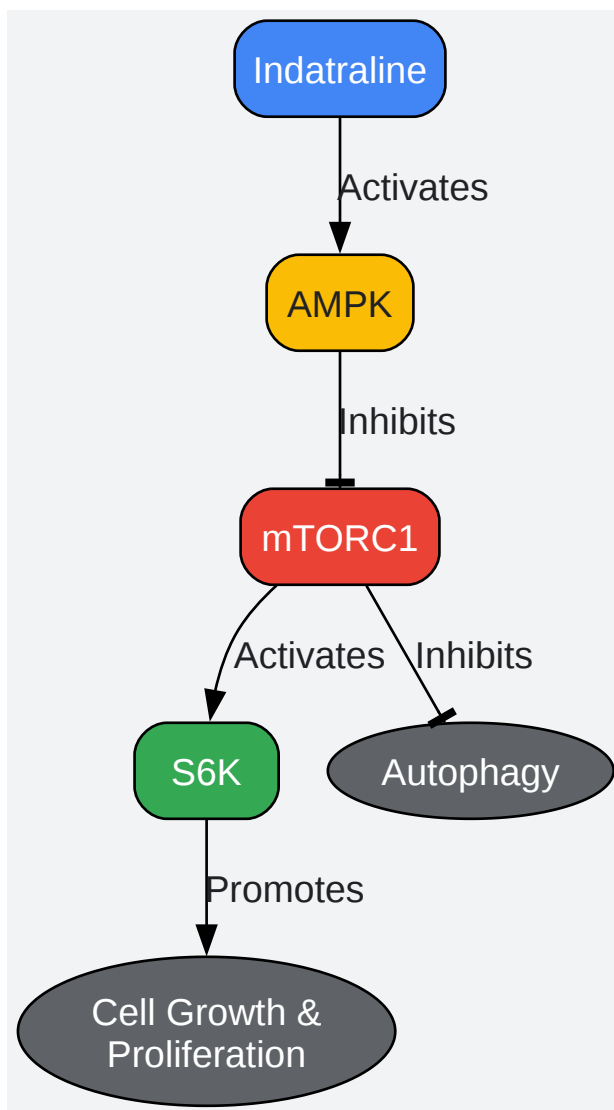 Indatraline
Activates
AMPK
Inhibits
mTORC1
Activates
Inhibits
S6K
Autophagy
Promotes
Cell Growth &
Proliferation